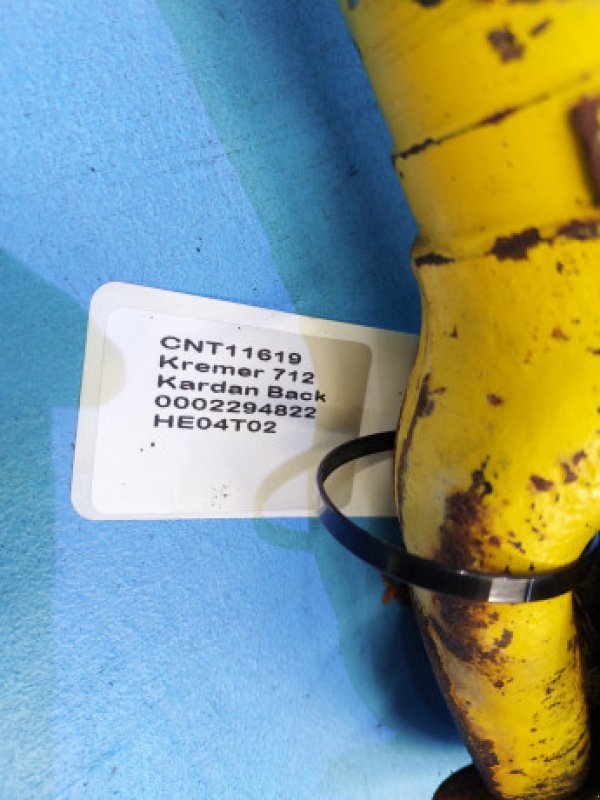 CNT11619
Kremer 712
Kardan Back
0002294822
HE04T02